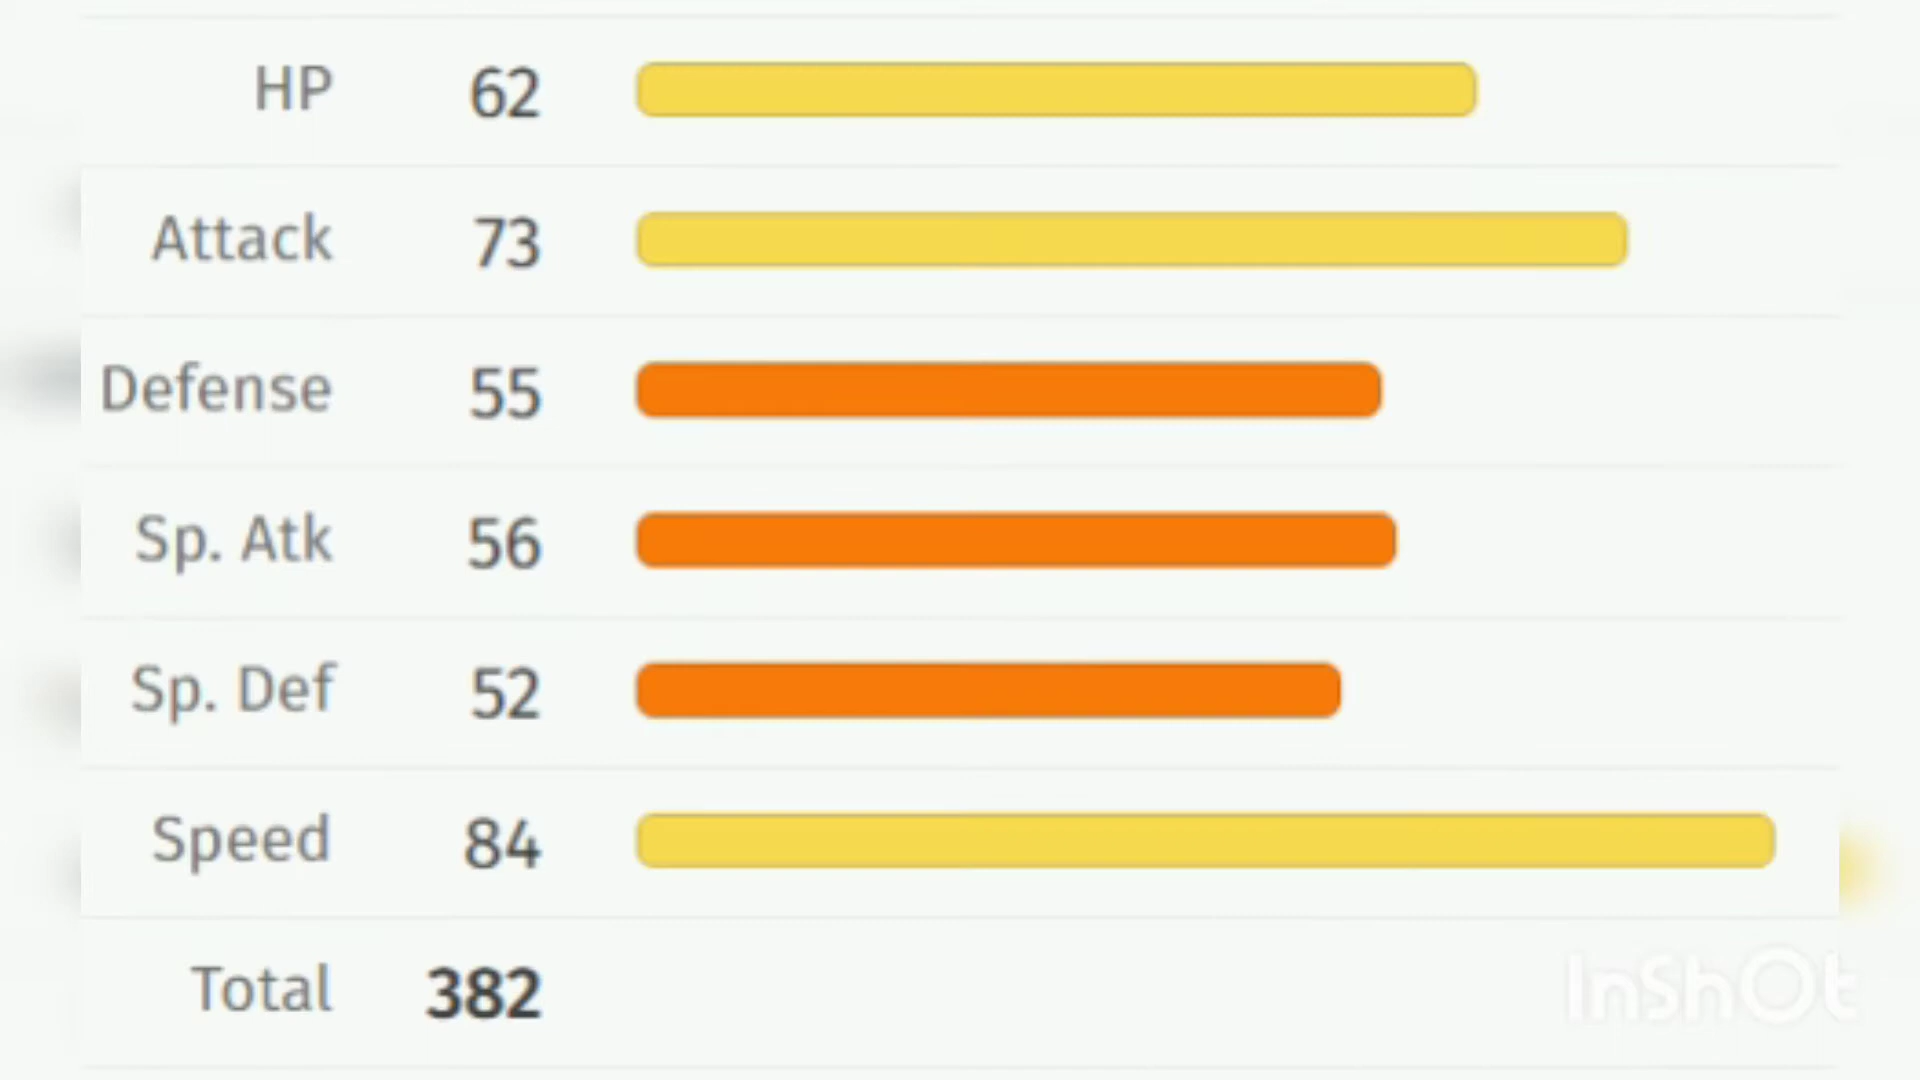 HP 62
Attack 73
Defense 55
Sp. Atk 56
Sp. Def 52
Speed 84
Total 382
InShOt